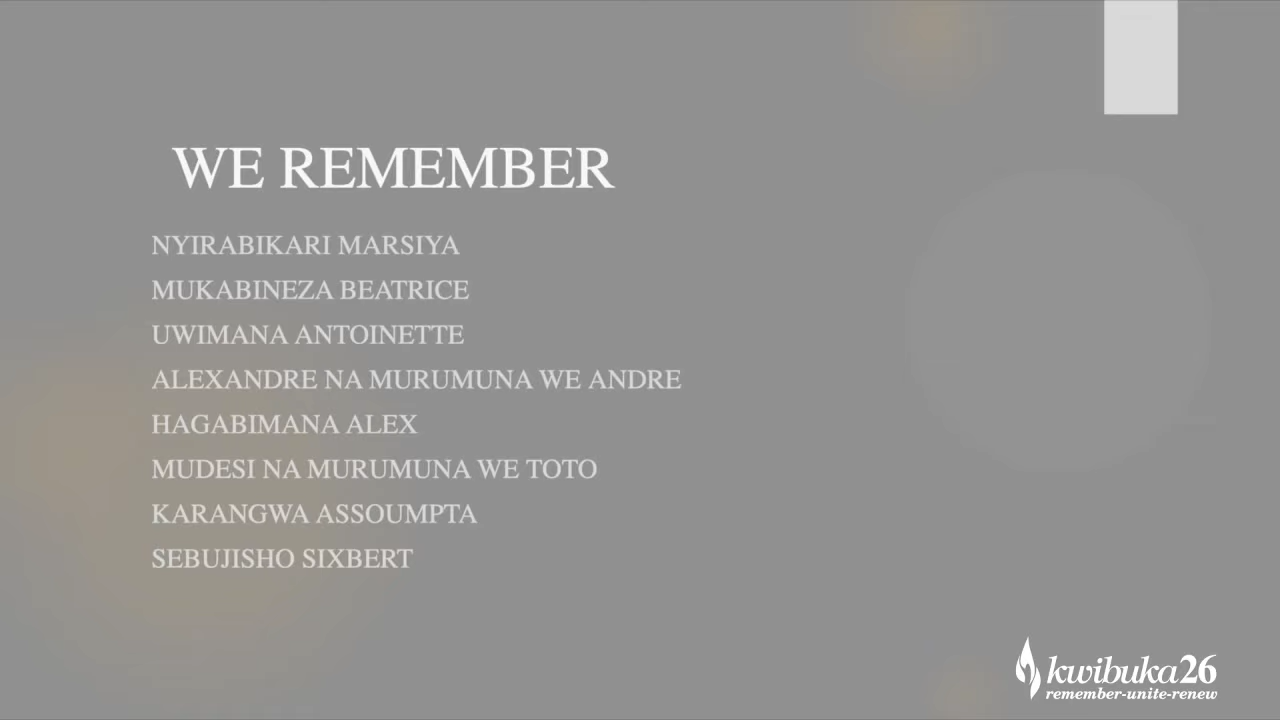 WE REMEMBER
NYIRABIKARI MARSIYA
MUKABINEZA BEATRICE
UWIMANA ANTOINETTE
ALEXANDRE NA MURUMUNA WE ANDRE
HAGABIMANA ALEX
MUDESI NA MURUMUNA WE TOTO
KARANGWA ASSOUMPTA
SEBUJISHO SIXBERT
kwibuka26
remember-unite-renew